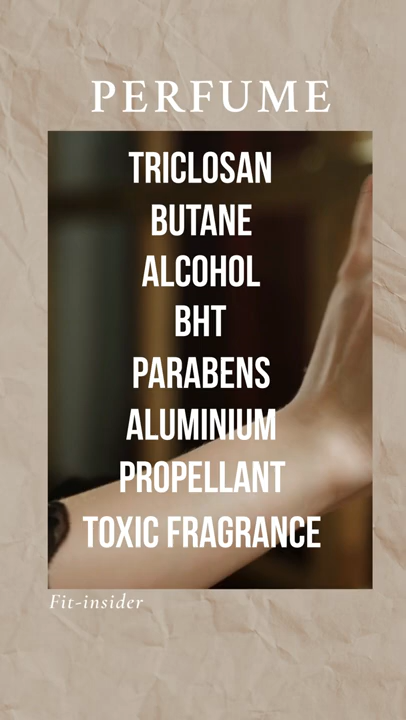 PERFUME
TRICLOSAN
BUTANE
ALCOHOL
BHT
PARABENS
ALUMINIUM
PROPELLANT
TOXIC FRAGRANCE
Fit-insider